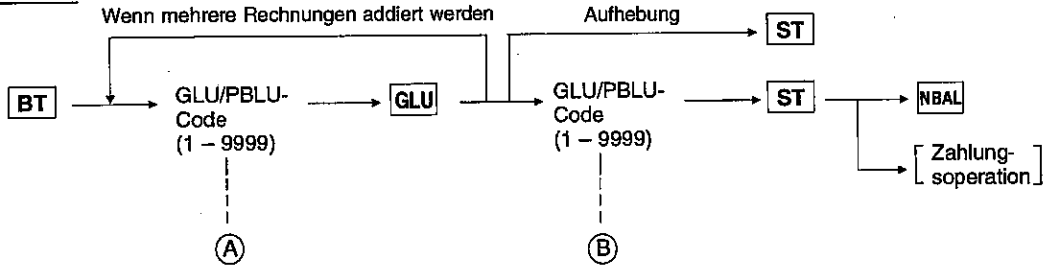 Wenn mehrere Rechnungen addiert werden
Aufhebung
ST
BT
GLU/PBLU-
Code
(1 – 9999)
GLU
GLU/PBLU-
Code
(1 – 9999)
ST
NBAL
[ Zahlung-
soperation ]
A
B